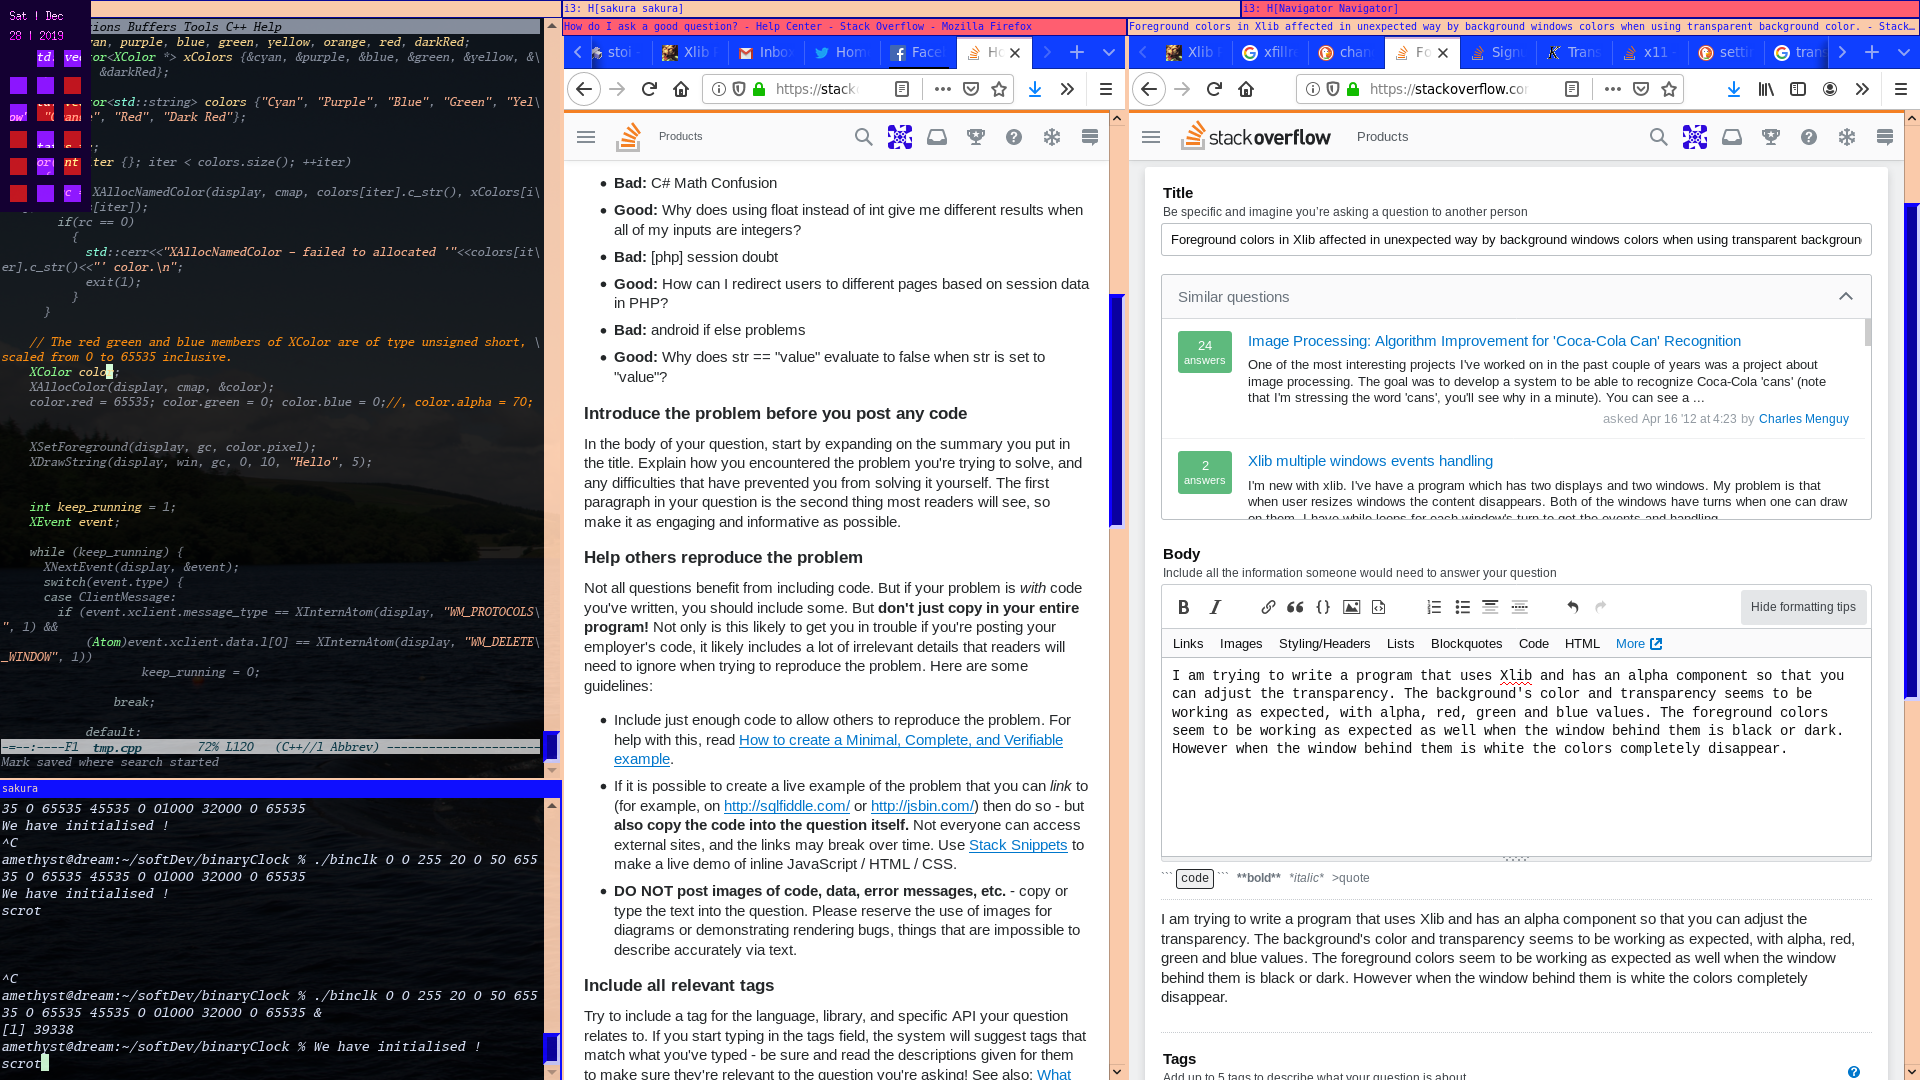 i3: H[sakura sakura]
i3: H[Navigator Navigator]
Sat | Dec
28 | 2019
ions Buffers Tools C++ Help
an, purple, blue, green, yellow, orange, red, darkRed;
td: vec or<XColor *> xColors {&cyan, &purple, &blue, &green, &yellow, &\
&darkRed};
or<std::string> colors {"Cyan", "Purple", "Blue", "Green", "Yel\
ow", "Orange", "Red", "Dark Red"};
or nt iter {}; iter < colors.size(); ++iter)
XAllocNamedColor(display, cmap, colors[iter].c_str(), xColors[i\
s[iter]);
if(rc == 0)
{
std::cerr<<"XAllocNamedColor - failed to allocated '"<<colors[it\
er].c_str()<<"' color.\n";
exit(1);
}
}
// The red green and blue members of XColor are of type unsigned short, \
scaled from 0 to 65535 inclusive.
XColor color;
XAllocColor(display, cmap, &color);
color.red = 65535; color.green = 0; color.blue = 0;//, color.alpha = 70;
XSetForeground(display, gc, color.pixel);
XDrawString(display, win, gc, 0, 10, "Hello", 5);
int keep_running = 1;
XEvent event;
while (keep_running) {
XNextEvent(display, &event);
switch(event.type) {
case ClientMessage:
if (event.xclient.message_type == XInternAtom(display, "WM_PROTOCOLS\
", 1) &&
(Atom)event.xclient.data.l[0] == XInternAtom(display, "WM_DELETE\
_WINDOW", 1))
keep_running = 0;
break;
default:
-=--:----F1 tmp.cpp 72% L120 (C++//l Abbrev) ----------------------
Mark saved where search started
sakura
35 0 65535 45535 0 01000 32000 0 65535
We have initialised !
^C
amethyst@dream:~/softDev/binaryClock % ./binclk 0 0 255 20 0 50 655
35 0 65535 45535 0 01000 32000 0 65535
We have initialised !
scrot
^C
amethyst@dream:~/softDev/binaryClock % ./binclk 0 0 255 20 0 50 655
35 0 65535 45535 0 01000 32000 0 65535 &
[1] 39338
amethyst@dream:~/softDev/binaryClock % We have initialised !
scrot
How do I ask a good question? - Help Center - Stack Overflow - Mozilla Firefox
stoi - Xlib Inbo Hom Face Ho
https://stack
Products
Bad: C# Math Confusion
Good: Why does using float instead of int give me different results when
all of my inputs are integers?
Bad: [php] session doubt
Good: How can I redirect users to different pages based on session data
in PHP?
Bad: android if else problems
Good: Why does str == "value" evaluate to false when str is set to
"value"?
Introduce the problem before you post any code
In the body of your question, start by expanding on the summary you put in
the title. Explain how you encountered the problem you're trying to solve, and
any difficulties that have prevented you from solving it yourself. The first
paragraph in your question is the second thing most readers will see, so
make it as engaging and informative as possible.
Help others reproduce the problem
Not all questions benefit from including code. But if your problem is with code
you've written, you should include some. But don't just copy in your entire
program! Not only is this likely to get you in trouble if you're posting your
employer's code, it likely includes a lot of irrelevant details that readers will
need to ignore when trying to reproduce the problem. Here are some
guidelines:
Include just enough code to allow others to reproduce the problem. For
help with this, read How to create a Minimal, Complete, and Verifiable
example.
If it is possible to create a live example of the problem that you can link to
(for example, on http://sqlfiddle.com/ or http://jsbin.com/) then do so - but
also copy the code into the question itself. Not everyone can access
external sites, and the links may break over time. Use Stack Snippets to
make a live demo of inline JavaScript / HTML / CSS.
DO NOT post images of code, data, error messages, etc. - copy or
type the text into the question. Please reserve the use of images for
diagrams or demonstrating rendering bugs, things that are impossible to
describe accurately via text.
Include all relevant tags
Try to include a tag for the language, library, and specific API your question
relates to. If you start typing in the tags field, the system will suggest tags that
match what you've typed - be sure and read the descriptions given for them
to make sure they're relevant to the question you're asking! See also: What
Foreground colors in Xlib affected in unexpected way by background windows colors when using transparent background color. - Stack…
Xlib xfillre chan Fo Signu Trans x11 settin trans
https://stackoverflow.co
stackoverflow Products
Title
Be specific and imagine you’re asking a question to another person
Foreground colors in Xlib affected in unexpected way by background windows colors when using transparent backgroun
Similar questions
24
answers
Image Processing: Algorithm Improvement for 'Coca-Cola Can' Recognition
One of the most interesting projects I've worked on in the past couple of years was a project about
image processing. The goal was to develop a system to be able to recognize Coca-Cola 'cans' (note
that I'm stressing the word 'cans', you'll see why in a minute). You can see a ...
asked Apr 16 '12 at 4:23 by Charles Menguy
2
answers
Xlib multiple windows events handling
I'm new with xlib. I've have a program which has two displays and two windows. My problem is that
when user resizes windows the content disappears. Both of the windows have turns when one can draw
on them. I have while loops for each window's turn to get the events and handling
Body
Include all the information someone would need to answer your question
Hide formatting tips
Links Images Styling/Headers Lists Blockquotes Code HTML More
I am trying to write a program that uses Xlib and has an alpha component so that you
can adjust the transparency. The background's color and transparency seems to be
working as expected, with alpha, red, green and blue values. The foreground colors
seem to be working as expected as well when the window behind them is black or dark.
However when the window behind them is white the colors completely disappear.
``` code ``` **bold** *italic* >quote
I am trying to write a program that uses Xlib and has an alpha component so that you can adjust the
transparency. The background's color and transparency seems to be working as expected, with alpha, red,
green and blue values. The foreground colors seem to be working as expected as well when the window
behind them is black or dark. However when the window behind them is white the colors completely
disappear.
Tags
Add up to 5 tags to describe what your question is about